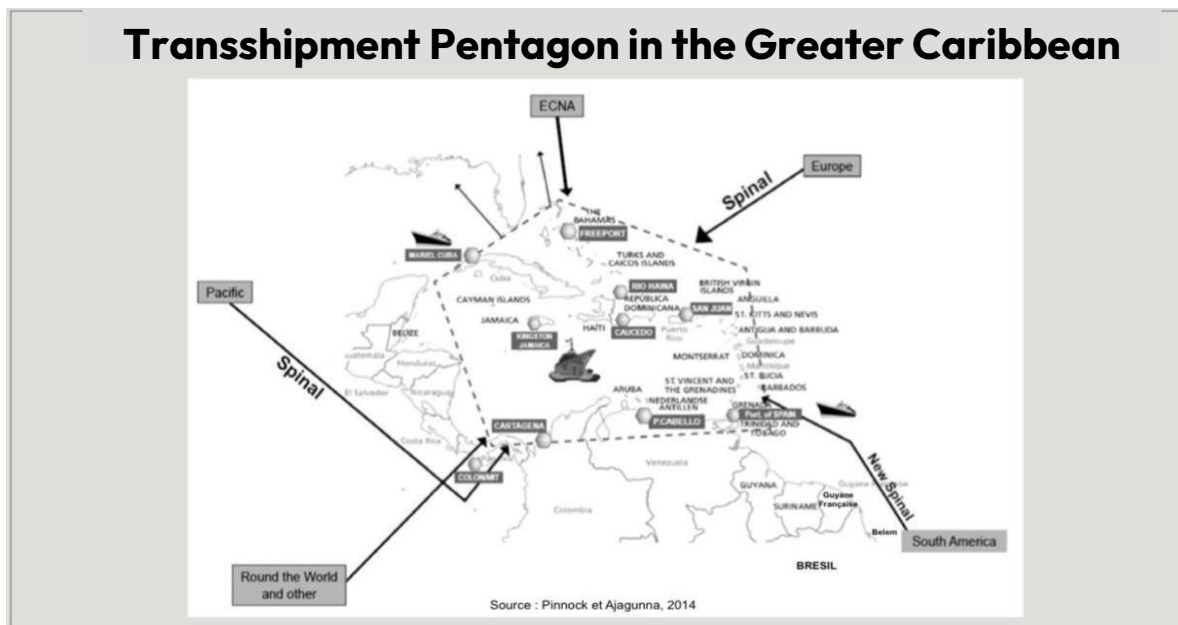 Transshipment Pentagon in the Greater Caribbean
ECNA
Spinal
Europe
THE
BAHAMAS
FREEPORT
MARIEL CUBA
TURKS AND
CAICOS ISLANDS
Cuba
RIO HAINA
BRITISH VIRGIN
ISLANDS
Pacific
CAYMAN ISLANDS
REPÚBLICA
DOMINICANA
SAN JUAN
ANGUILLA
ST. KITTS AND NEVIS
JAMAICA
KINGSTON
JAMAICA
HAÏTI
CAUCEDO
Puerto
Rico
ANTIGUA AND BARBUDA
Guadeloupe
BELIZE
MONTSERRAT
DOMINICA
Martinique
Honduras
ST. VINCENT AND
THE GRENADINES
BARBADOS
Spinal
El Salvador
Nicaragua
ARUBA
NEDERLANDSE
ANTILLEN
P.CABELLO
Port. of SPAIN
TRINIDAD AND
TOBAGO
CARTAGENA
Costa Rica
COLON/MIT
Venezuela
New Spinal
GUYANA
SURINAME
Guyane
Française
Colombia
Belem
South America
BRESIL
Round the World
and other
Source : Pinnock et Ajagunna, 2014